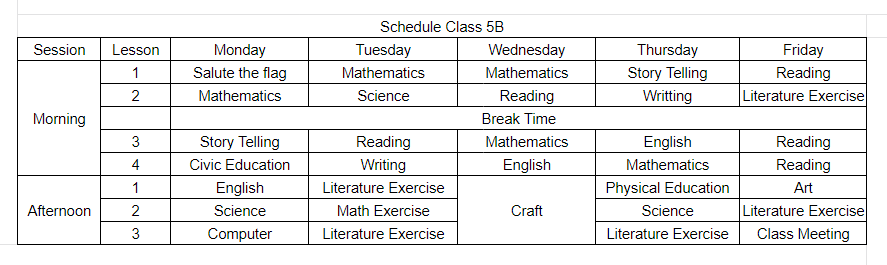 Schedule Class 5B
Session Lesson Monday Tuesday Wednesday Thursday Friday
Morning
1 Salute the flag Mathematics Mathematics Story Telling Reading
2 Mathematics Science Reading Writting Literature Exercise
Break Time
3 Story Telling Reading Mathematics English Reading
4 Civic Education Writing English Mathematics Reading
Afternoon
1 English Literature Exercise Craft Physical Education Art
2 Science Math Exercise Science Literature Exercise
3 Computer Literature Exercise Literature Exercise Class Meeting